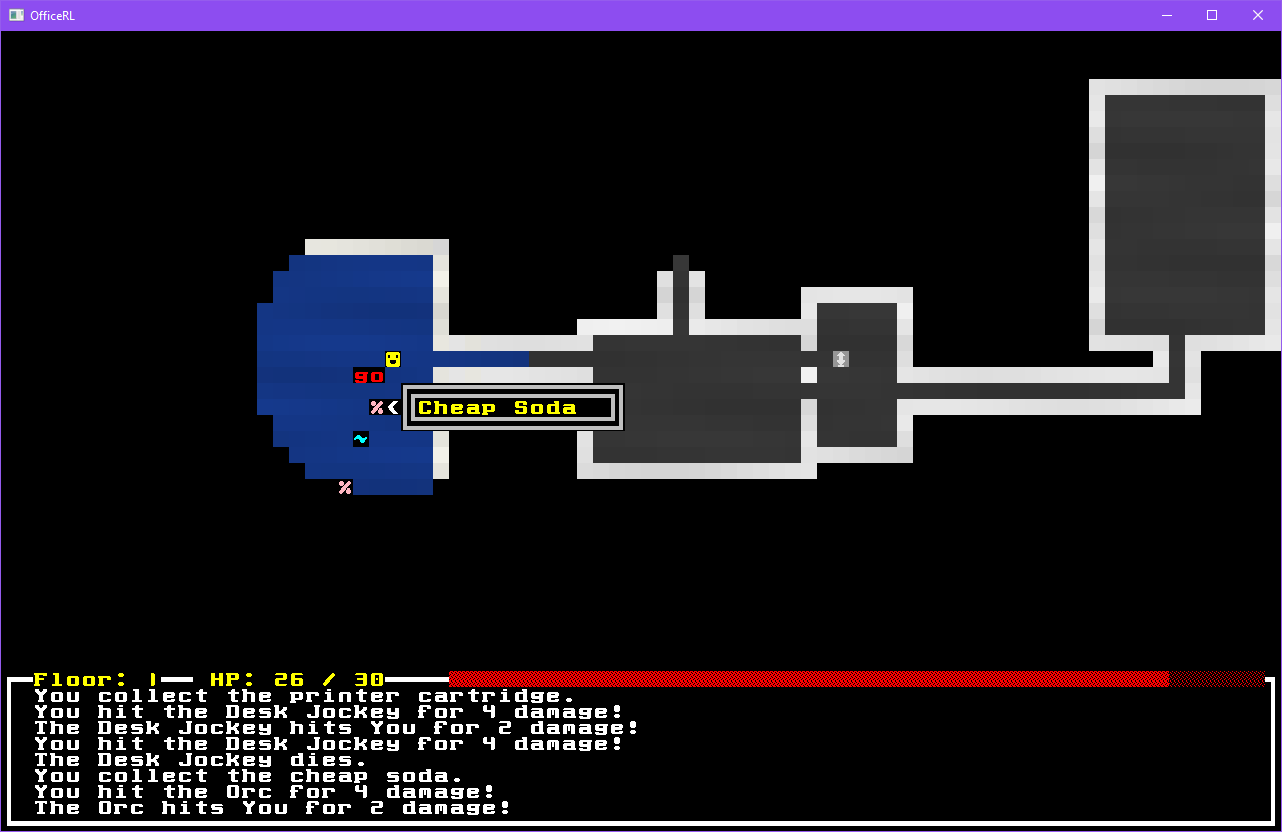 OfficeRL
go
Cheap Soda
Floor: 1 HP: 26 / 30
You collect the printer cartridge.
You hit the Desk Jockey for 4 damage!
The Desk Jockey hits You for 2 damage!
You hit the Desk Jockey for 4 damage!
The Desk Jockey dies.
You collect the cheap soda.
You hit the Orc for 4 damage!
The Orc hits You for 2 damage!